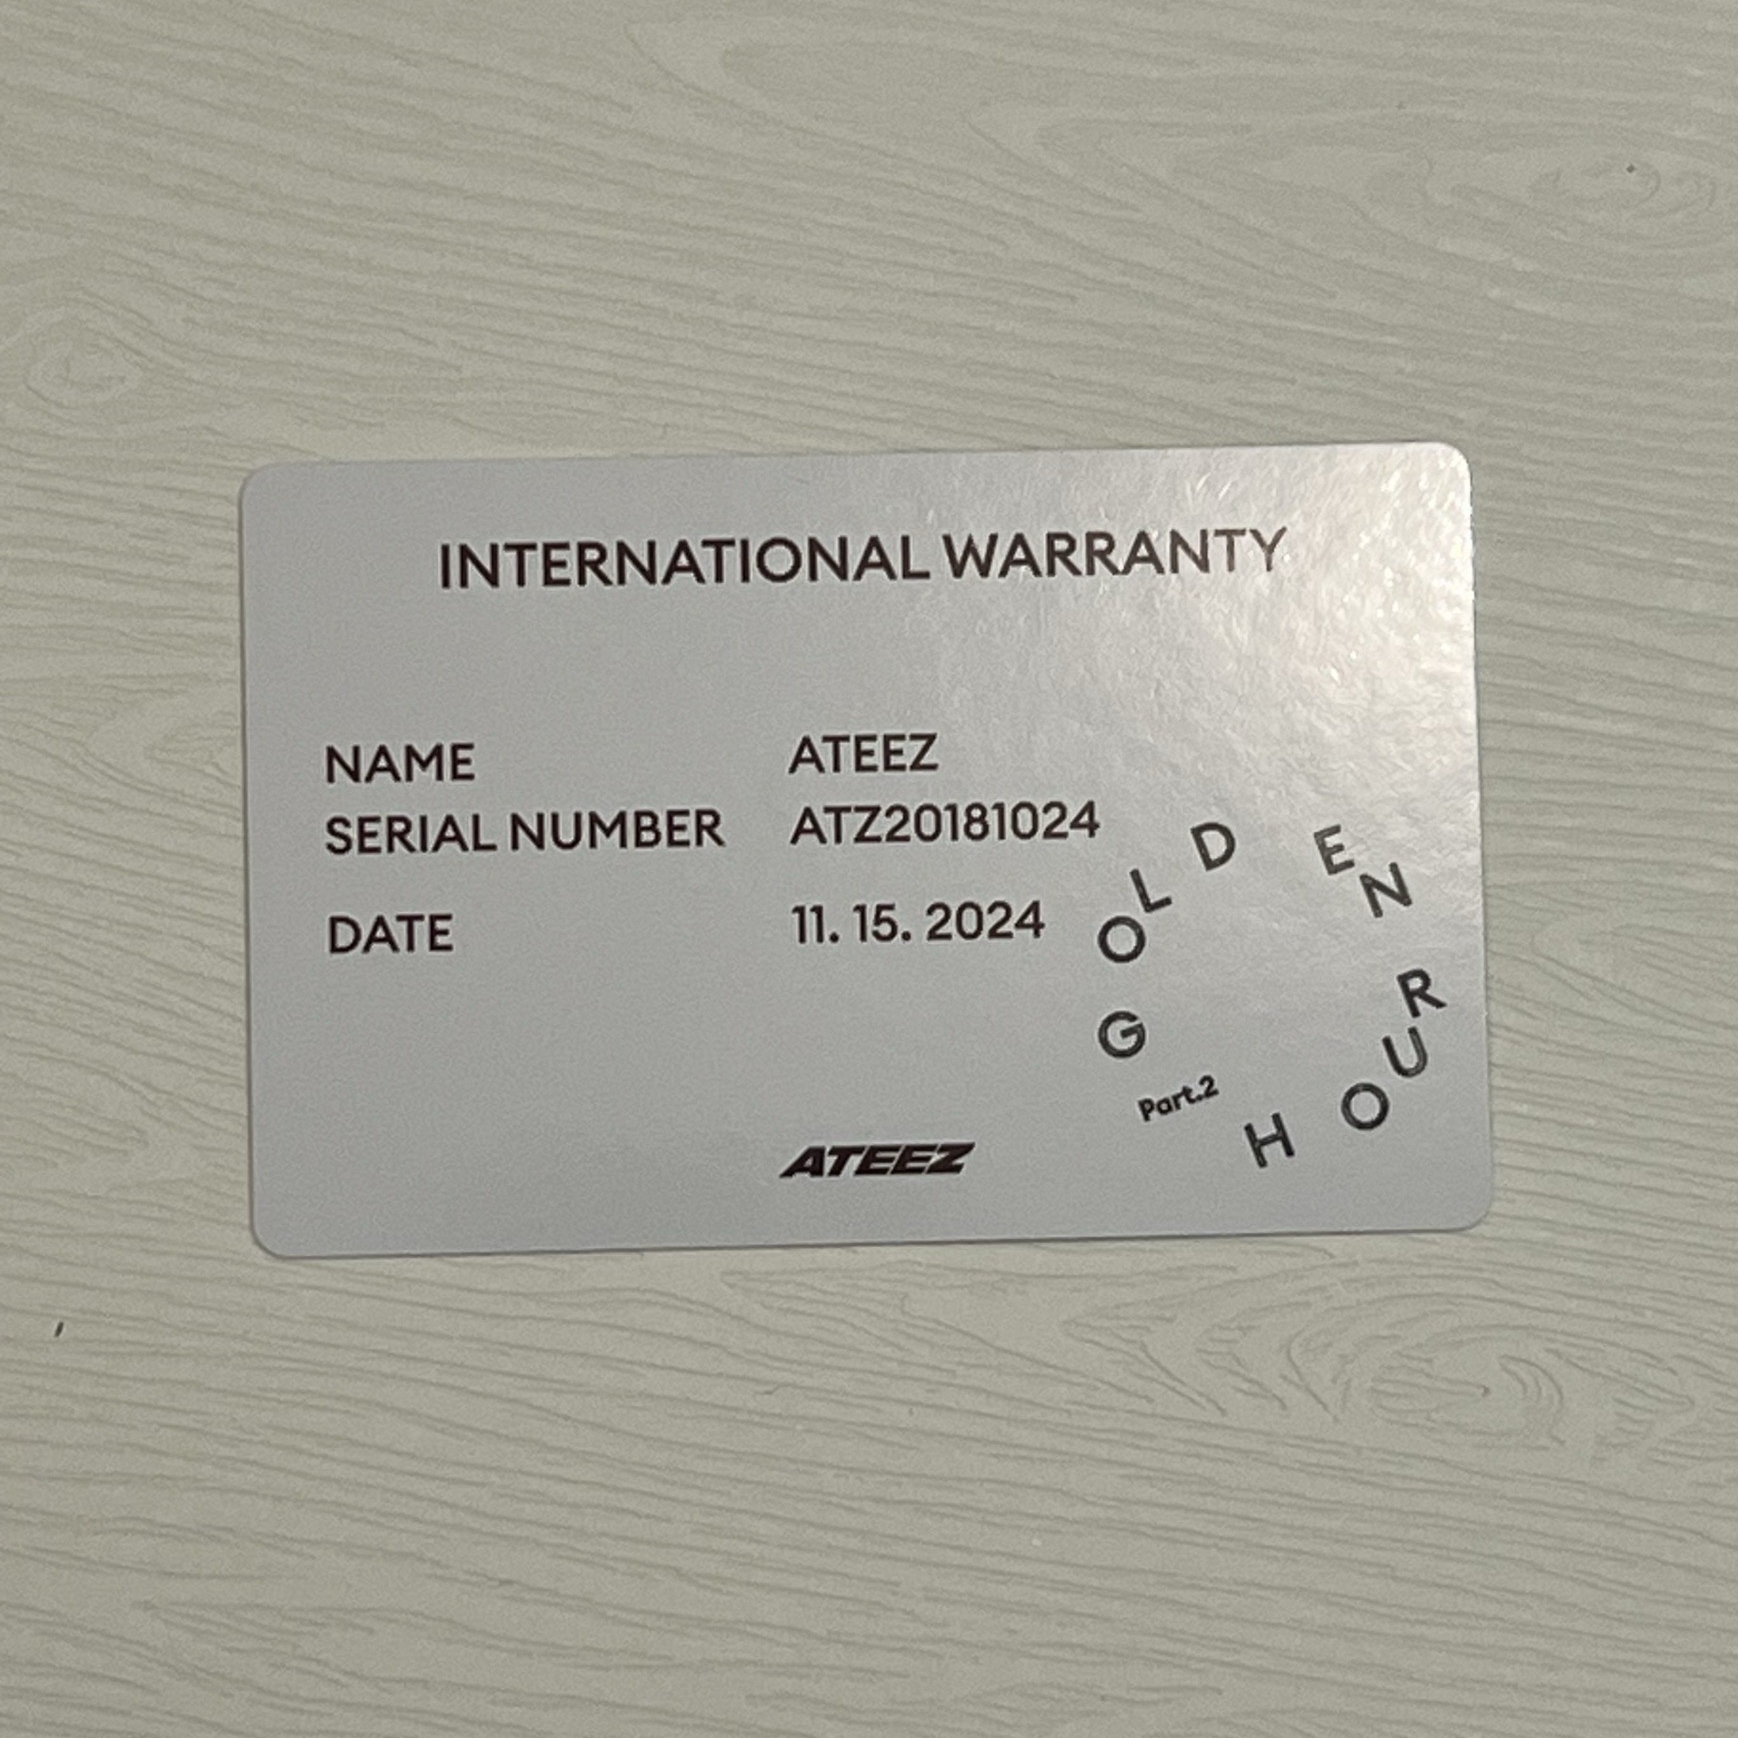 INTERNATIONAL WARRANTY
NAME ATEEZ
SERIAL NUMBER ATZ20181024
DATE 11. 15. 2024
GOLDEN
HOUR
Part.2
ATEEZ